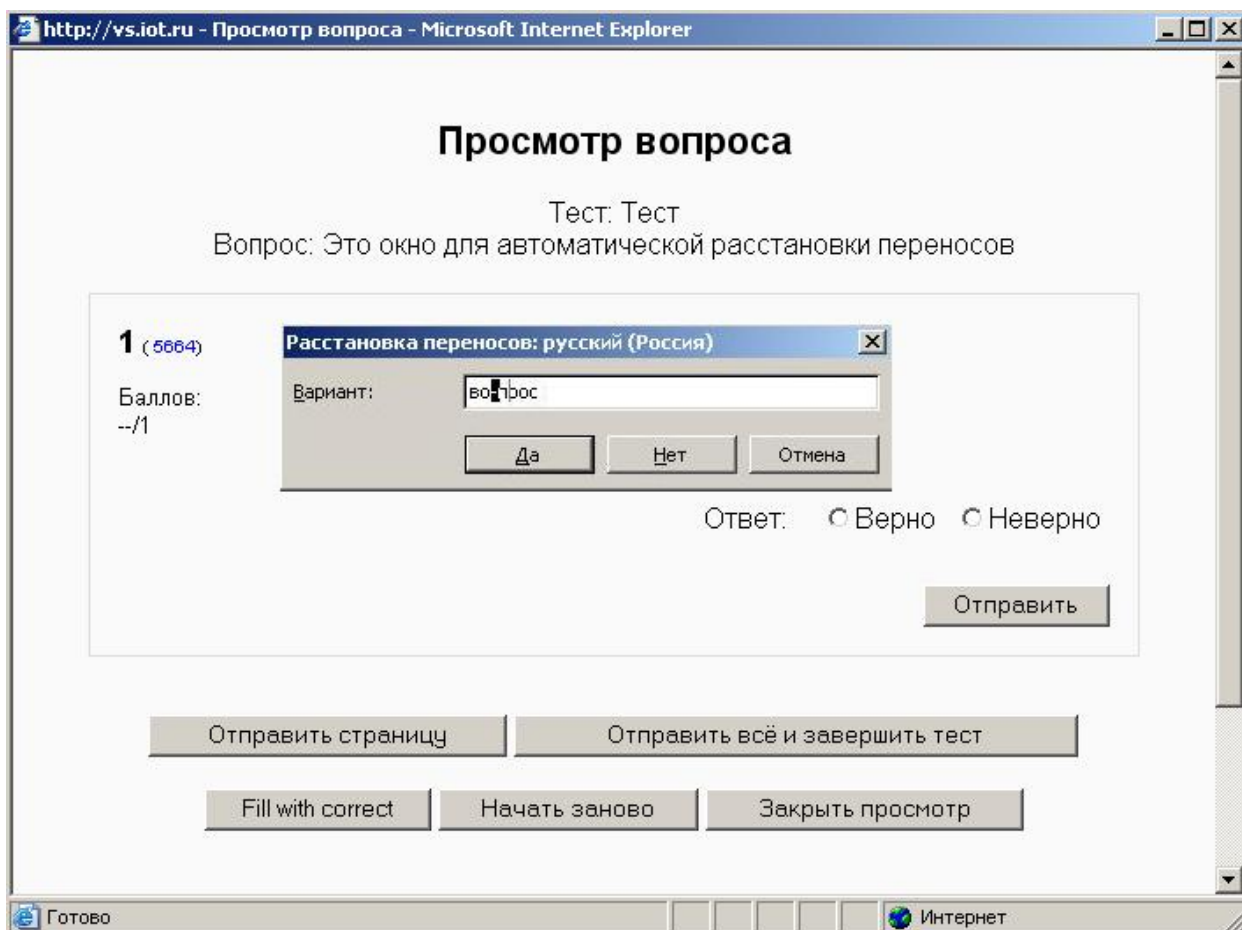 http://vs.iot.ru - Просмотр вопроса - Microsoft Internet Explorer
Просмотр вопроса
Тест: Тест
Вопрос: Это окно для автоматической расстановки переносов
1 (5664)
Баллов:
--/1
Расстановка переносов: русский (Россия)
Вариант: во-прос
Да Нет Отмена
Ответ: Верно Неверно
Отправить
Отправить страницу Отправить всё и завершить тест
Fill with correct Начать заново Закрыть просмотр
Готово Интернет